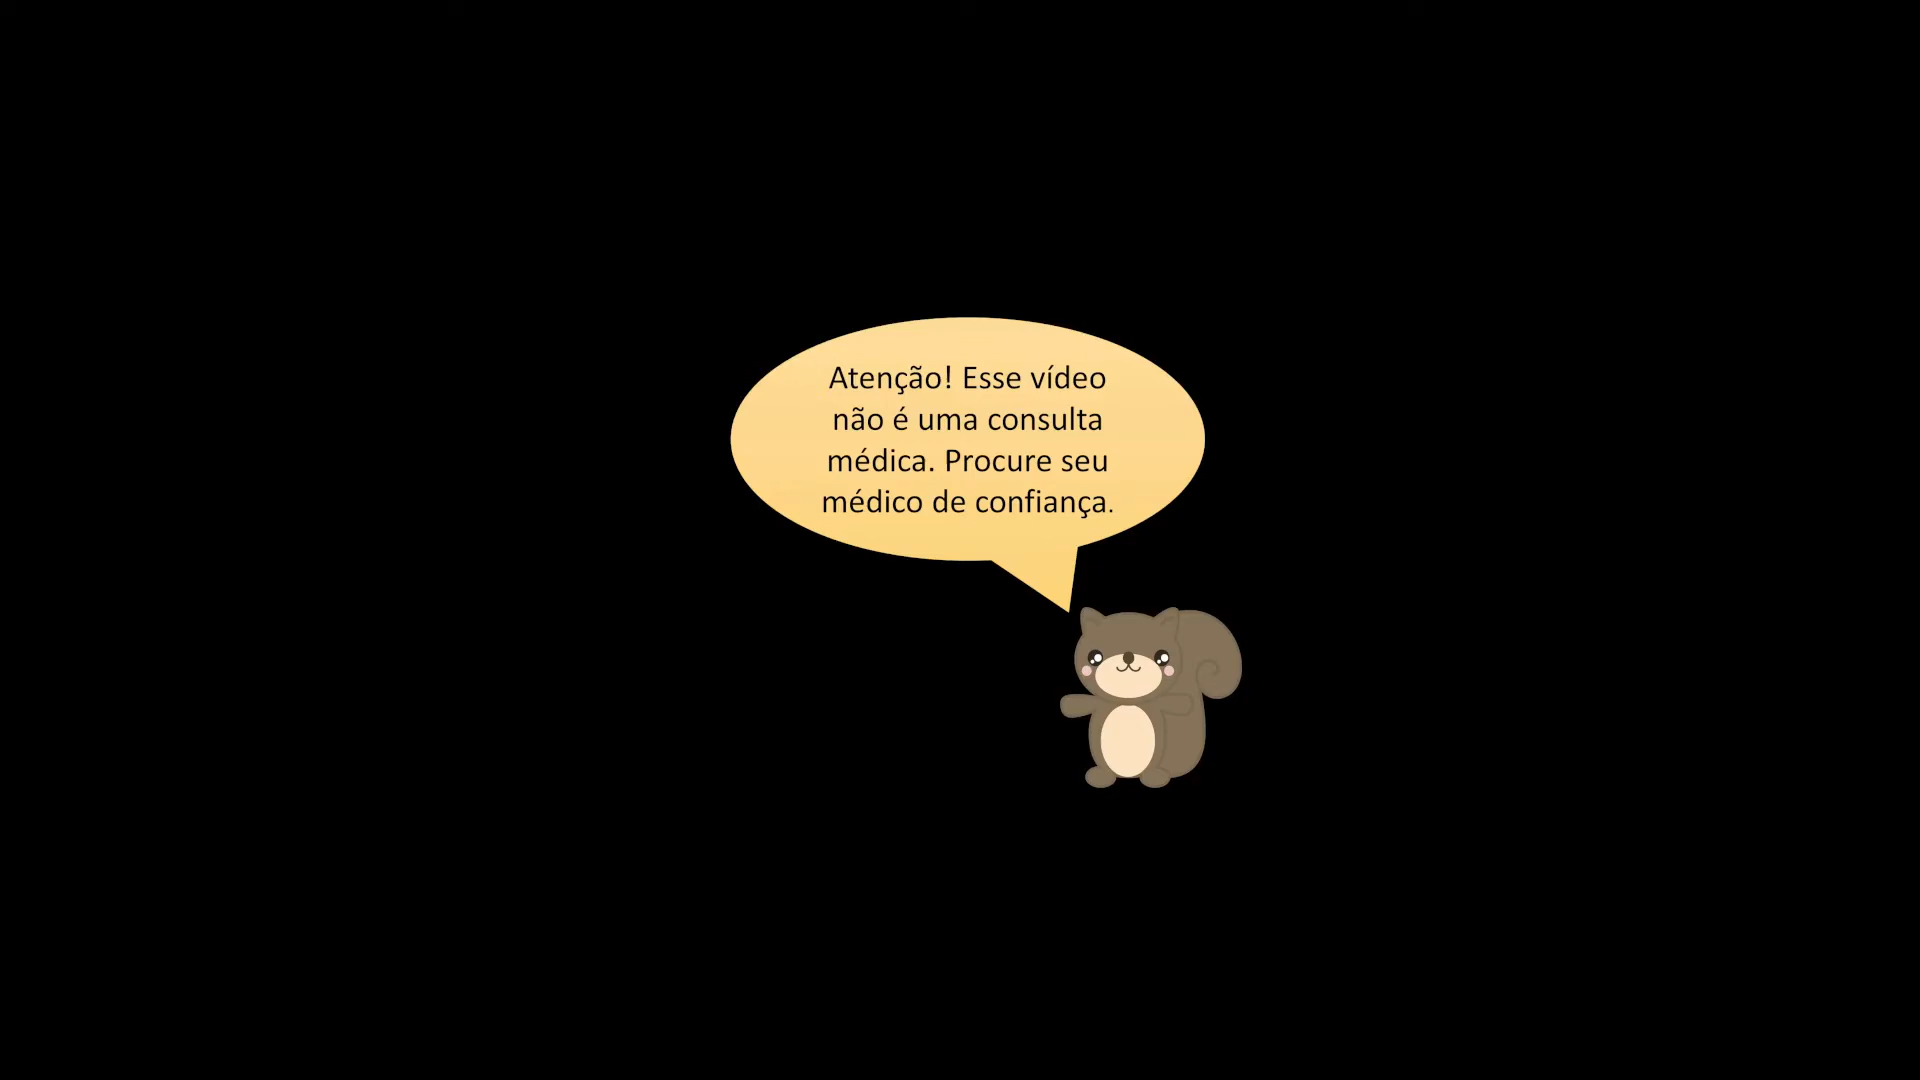 Atenção! Esse vídeo
não é uma consulta
médica. Procure seu
médico de confiança.